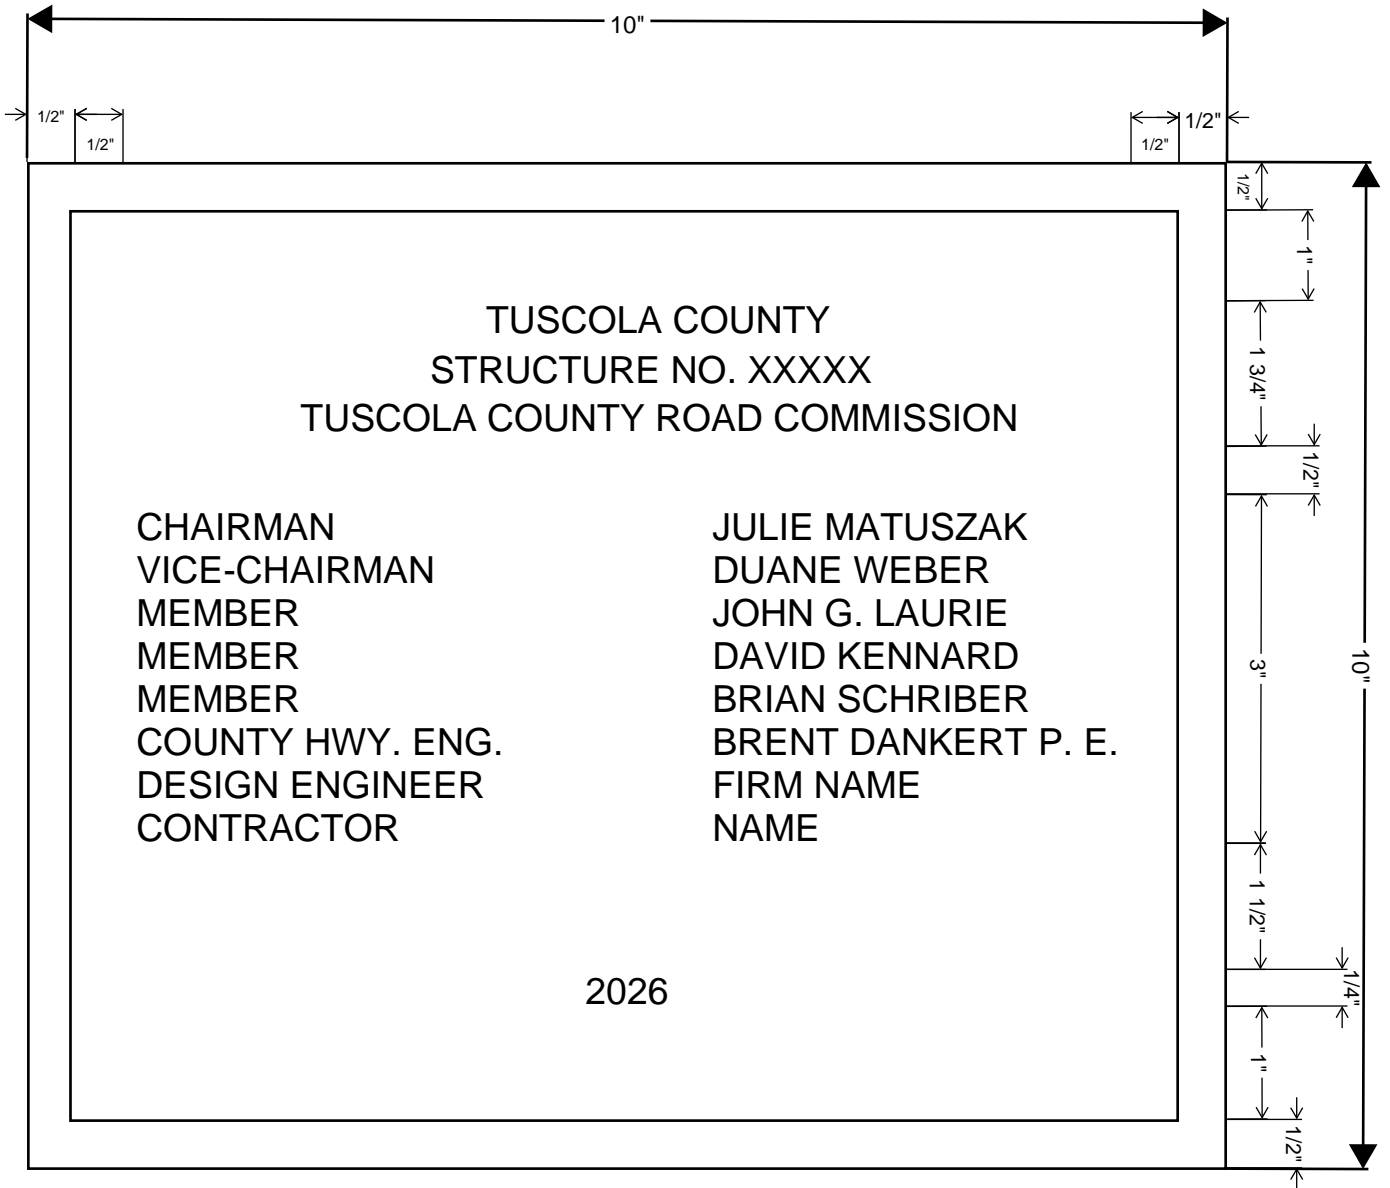 10"
1/2"
1/2"
1/2"
1/2"
1/2"
1"
TUSCOLA COUNTY
STRUCTURE NO. XXXXX
TUSCOLA COUNTY ROAD COMMISSION
1 3/4"
1/2"
CHAIRMAN JULIE MATUSZAK
VICE-CHAIRMAN DUANE WEBER
MEMBER JOHN G. LAURIE
MEMBER DAVID KENNARD
MEMBER BRIAN SCHRIBER
COUNTY HWY. ENG. BRENT DANKERT P. E.
DESIGN ENGINEER FIRM NAME
CONTRACTOR NAME
3"
10"
1 1/2"
2026
1/4"
1"
1/2"